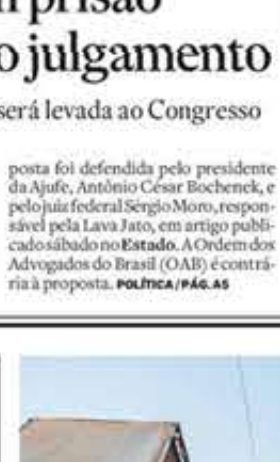 prisão
o julgamento
será levada ao Congresso
posta foi defendida pelo presidente
da Ajufe, Antônio César Bochenek, e
pelo juiz federal Sérgio Moro, respon-
sável pela Lava Jato, em artigo publi-
cado sábado no Estado. A Ordem dos
Advogados do Brasil (OAB) é contrá-
ria à proposta. POLÍTICA/PÁG. A5